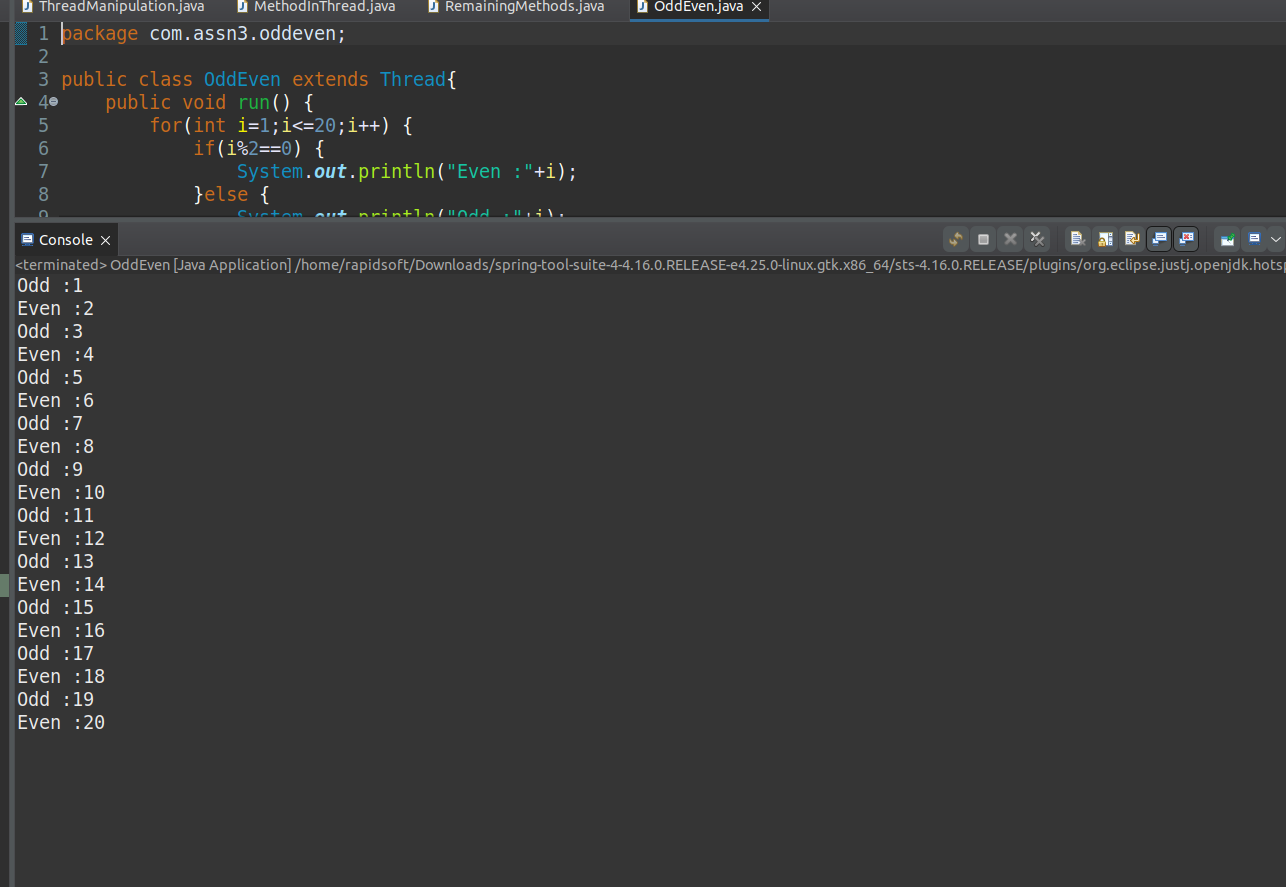 ThreadManipulation.java MethodInThread.java RemainingMethods.java OddEven.java
1 package com.assn3.oddeven;
2
3 public class OddEven extends Thread{
4 public void run() {
5 for(int i=1;i<=20;i++) {
6 if(i%2==0) {
7 System.out.println("Even :"+i);
8 }else {
9 System.out.println("Odd :"+i);
Console
<terminated> OddEven [Java Application] /home/rapidsoft/Downloads/spring-tool-suite-4-4.16.0.RELEASE-e4.25.0-linux.gtk.x86_64/sts-4.16.0.RELEASE/plugins/org.eclipse.justj.openjdk.hotsp
Odd :1
Even :2
Odd :3
Even :4
Odd :5
Even :6
Odd :7
Even :8
Odd :9
Even :10
Odd :11
Even :12
Odd :13
Even :14
Odd :15
Even :16
Odd :17
Even :18
Odd :19
Even :20